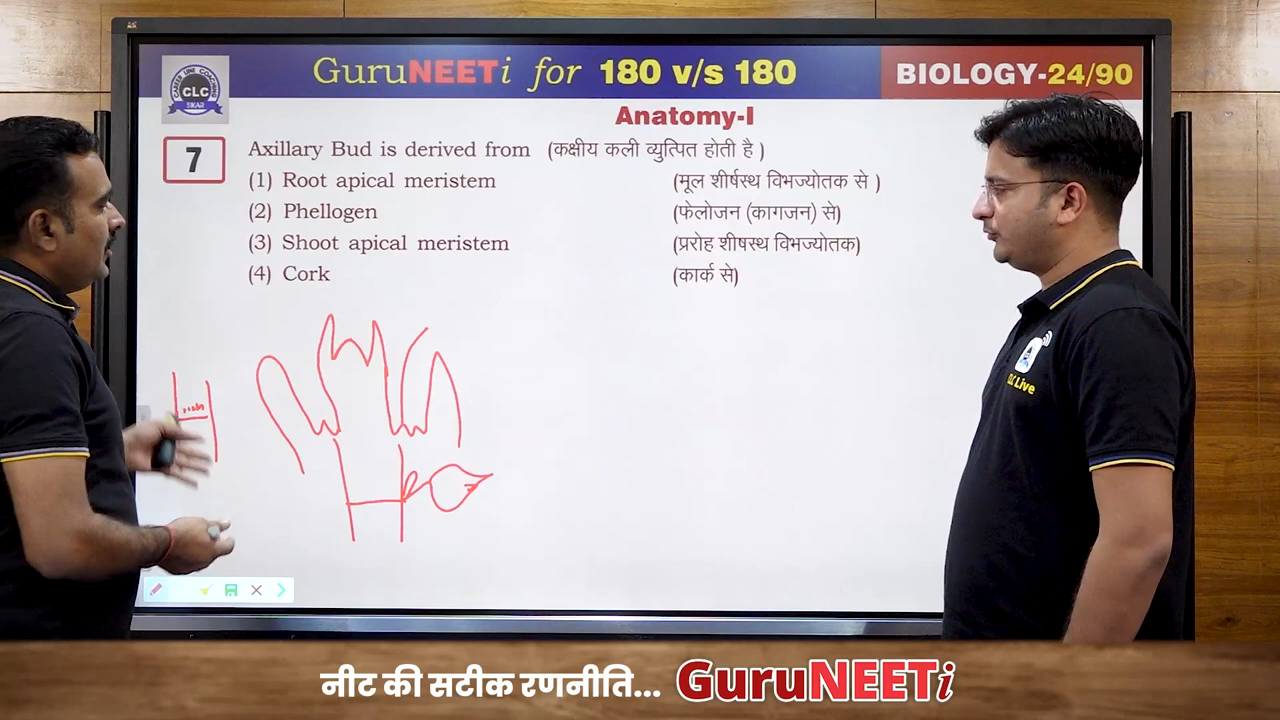 GuruNEETi for 180 v/s 180
BIOLOGY-24/90
CAREER LINE COACHING
CLC
SIKAR
Anatomy-I
7
Axillary Bud is derived from (कक्षीय कली व्युत्पित होती है )
(1) Root apical meristem (मूल शीर्षस्थ विभज्योतक से )
(2) Phellogen (फेलोजन (कागजन) से)
(3) Shoot apical meristem (प्ररोह शीषस्थ विभज्योतक)
(4) Cork (कार्क से)
Live
नीट की सटीक रणनीति... GuruNEETi